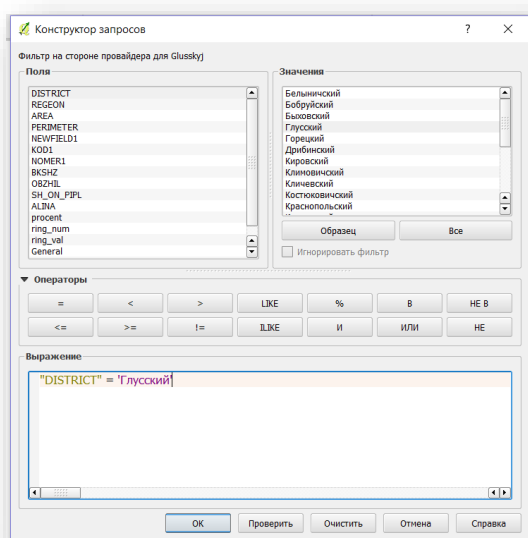 Конструктор запросов ? ×
Фильтр на стороне провайдера для Glusskyj
Поля
DISTRICT
REGEON
AREA
PERIMETER
NEWFIELD1
KOD1
NOMER1
BKSHZ
OBZHIL
SH_ON_PIPL
ALINA
procent
ring_num
ring_val
General
Значения
Белыничский
Бобруйский
Быховский
Глусский
Горецкий
Дрибинский
Кировский
Климовичский
Кличевский
Костюковичский
Краснопольский
Образец Все
Игнорировать фильтр
Операторы
= < > LIKE % В НЕ В
<= >= != ILIKE И ИЛИ НЕ
Выражение
"DISTRICT" = 'Глусский'
OK Проверить Очистить Отмена Справка